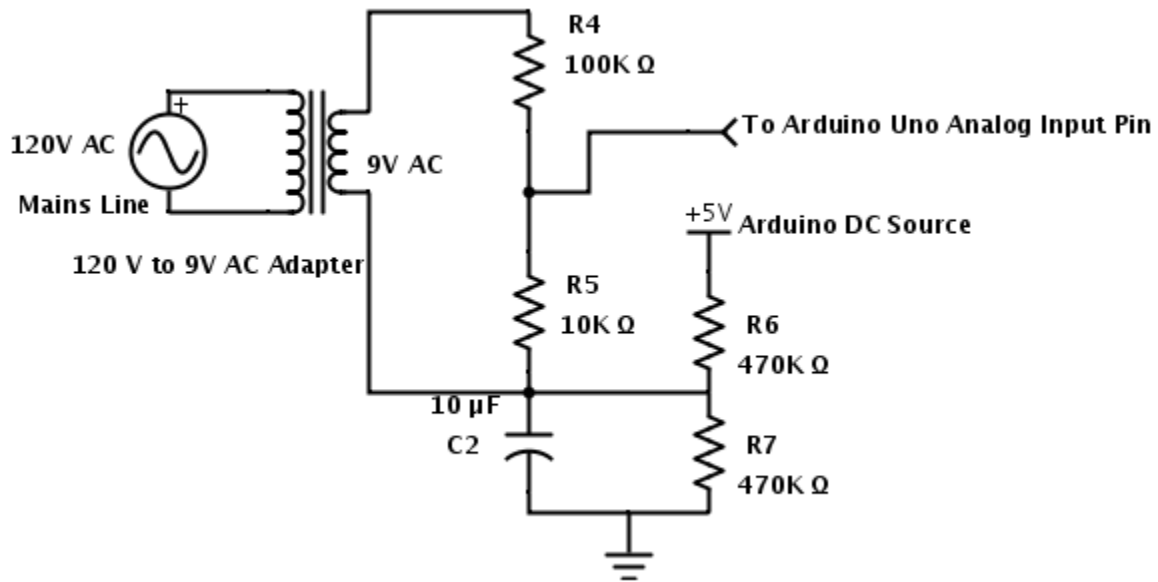 R4
100K Ω
+
To Arduino Uno Analog Input Pin
120V AC
9V AC
Mains Line
+5V
Arduino DC Source
120 V to 9V AC Adapter
R5
10K Ω
R6
470K Ω
10 µF
C2
R7
470K Ω